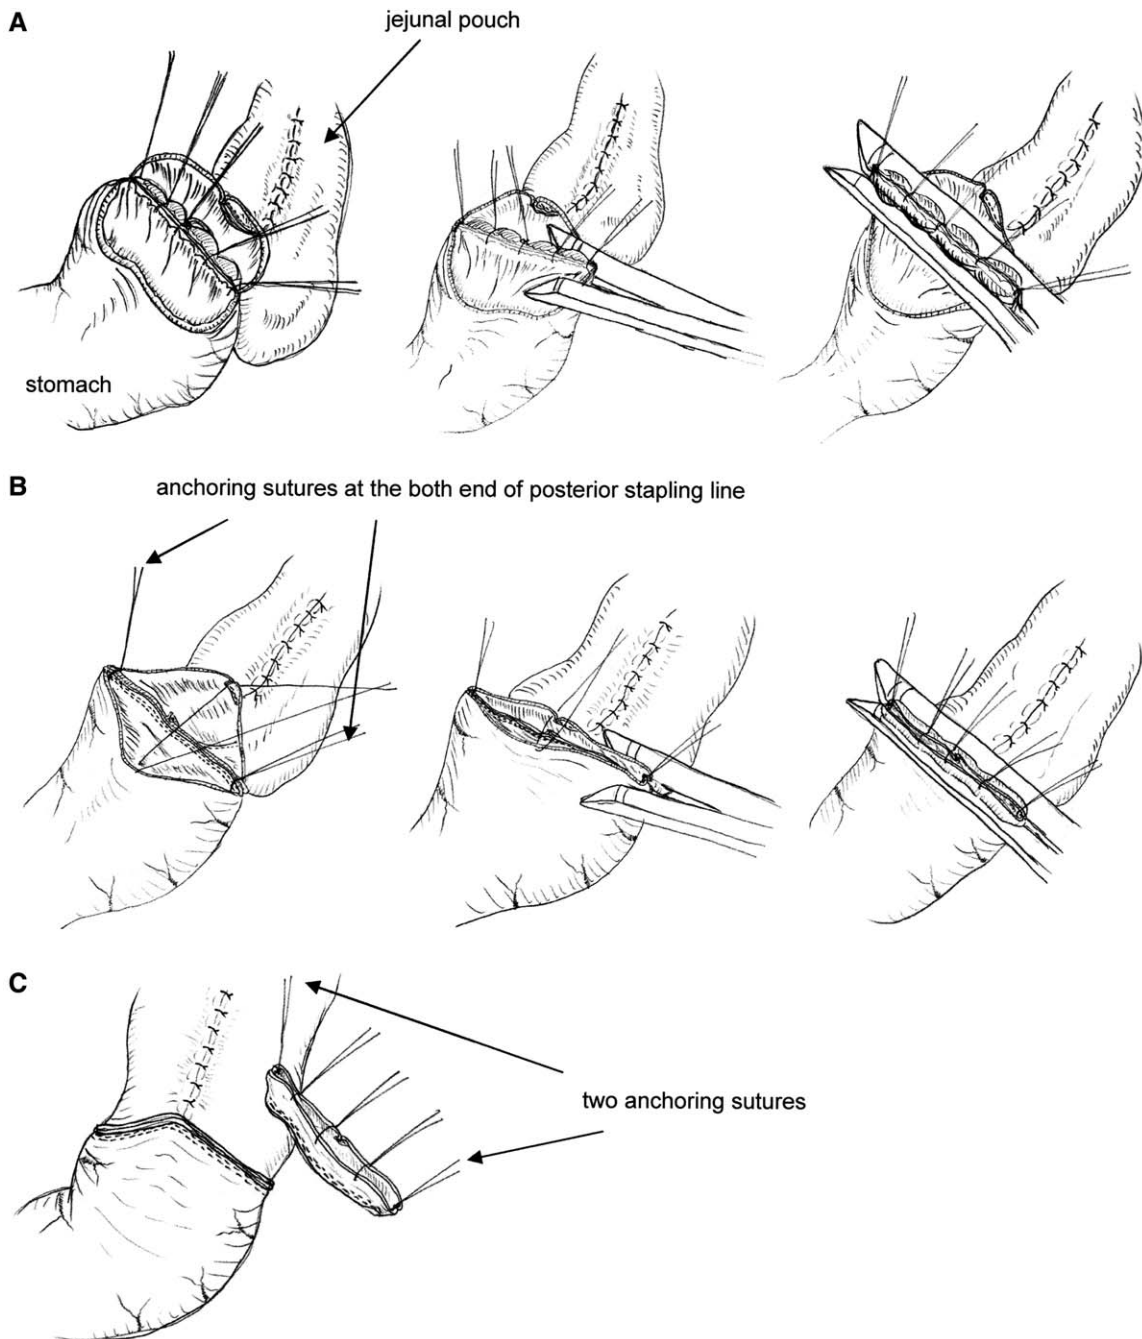 A
jejunal pouch
stomach
B
anchoring sutures at the both end of posterior stapling line
C
two anchoring sutures